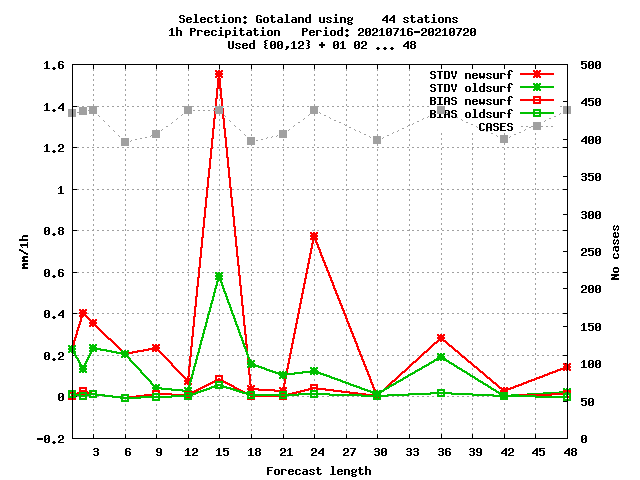 Selection: Gotaland using    44 stations
1h Precipitation   Period: 20210716-20210720
Used {00,12} + 01 02 ... 48
1.6
1.4
1.2
1
0.8
0.6
0.4
0.2
0
-0.2
500
450
400
350
300
250
200
150
100
50
0
STDV newsurf
STDV oldsurf
BIAS newsurf
BIAS oldsurf
CASES
mm/1h
No cases
3 6 9 12 15 18 21 24 27 30 33 36 39 42 45 48
Forecast length